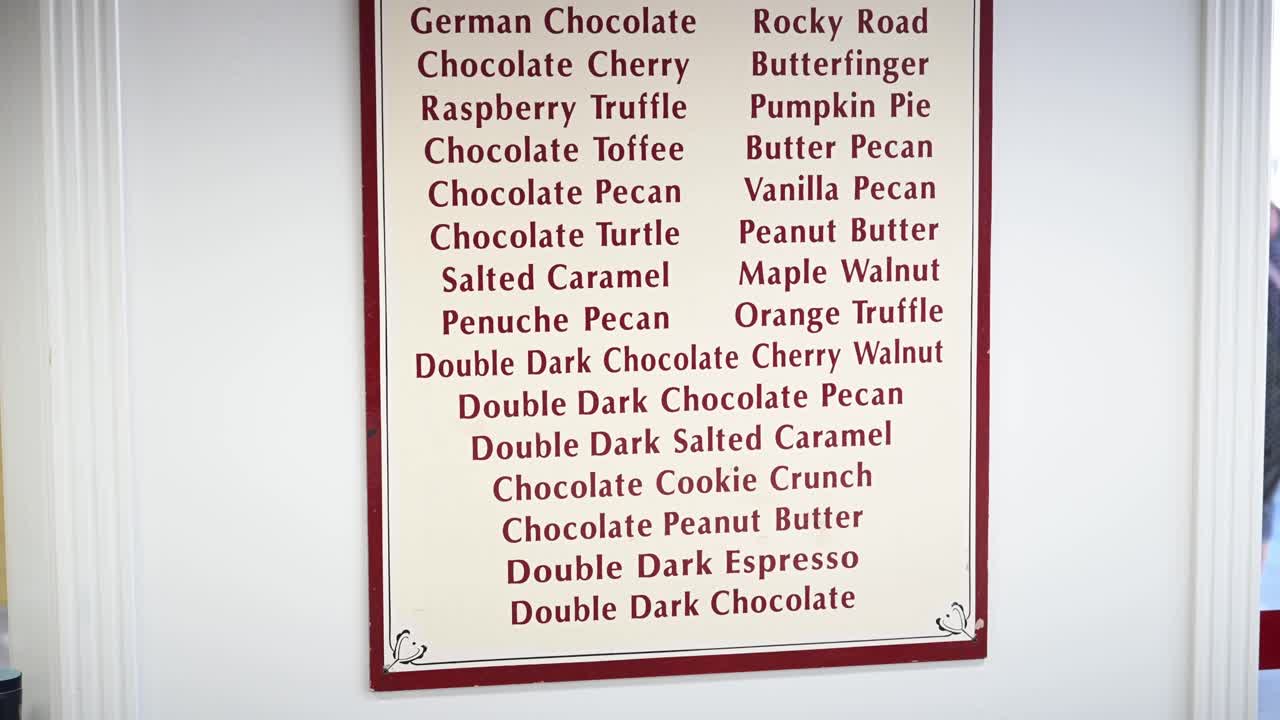 German Chocolate Rocky Road
Chocolate Cherry Butterfinger
Raspberry Truffle Pumpkin Pie
Chocolate Toffee Butter Pecan
Chocolate Pecan Vanilla Pecan
Chocolate Turtle Peanut Butter
Salted Caramel Maple Walnut
Penuche Pecan Orange Truffle
Double Dark Chocolate Cherry Walnut
Double Dark Chocolate Pecan
Double Dark Salted Caramel
Chocolate Cookie Crunch
Chocolate Peanut Butter
Double Dark Espresso
Double Dark Chocolate